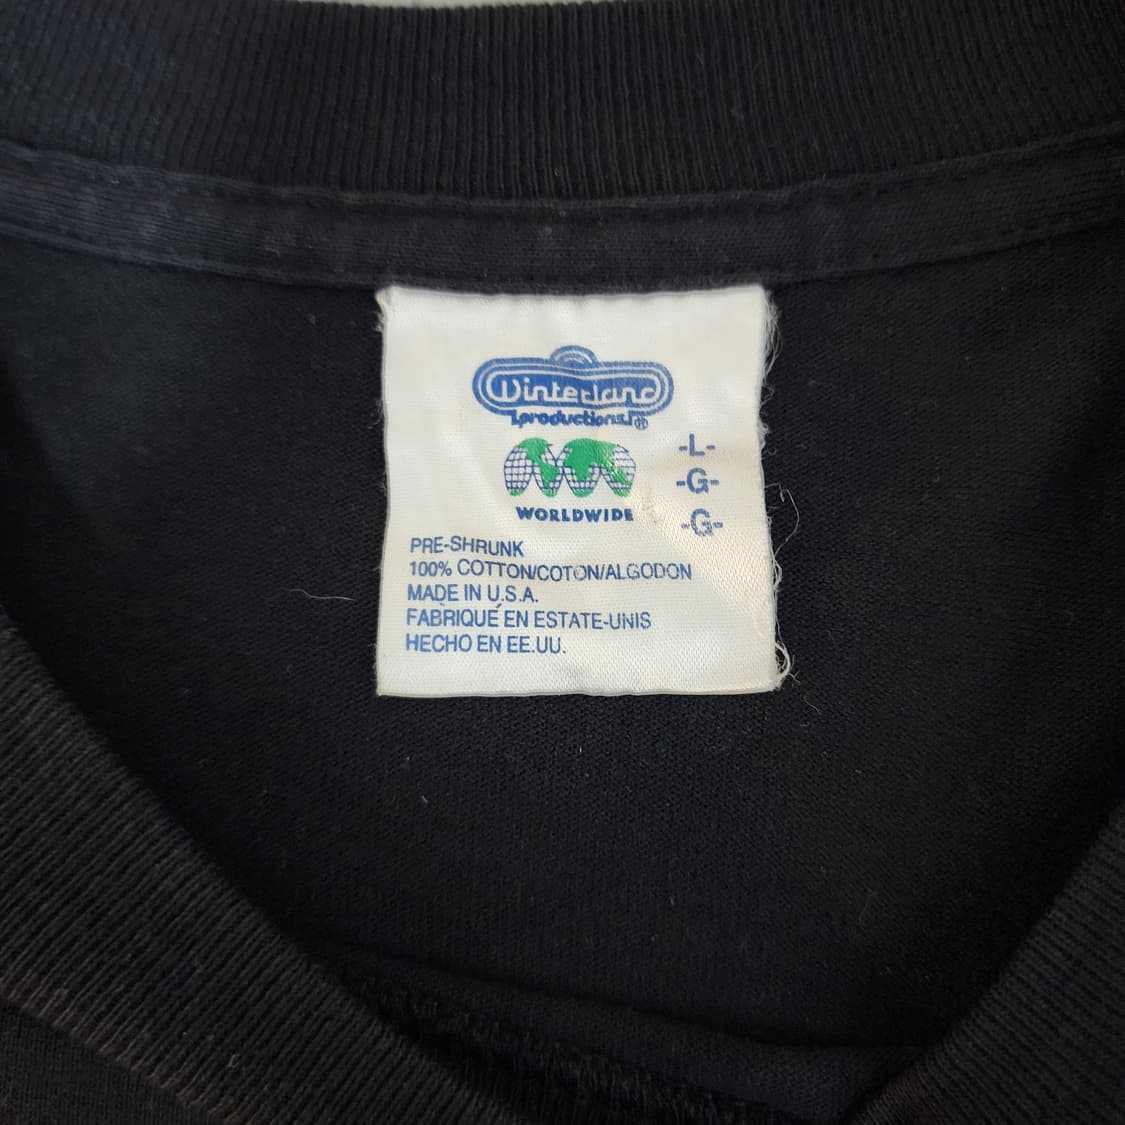 Winterland
productions®
WORLDWIDE
-L-
-G-
-G-
PRE-SHRUNK
100% COTTON/COTON/ALGODON
MADE IN U.S.A.
FABRIQUÉ EN ESTATE-UNIS
HECHO EN EE.UU.